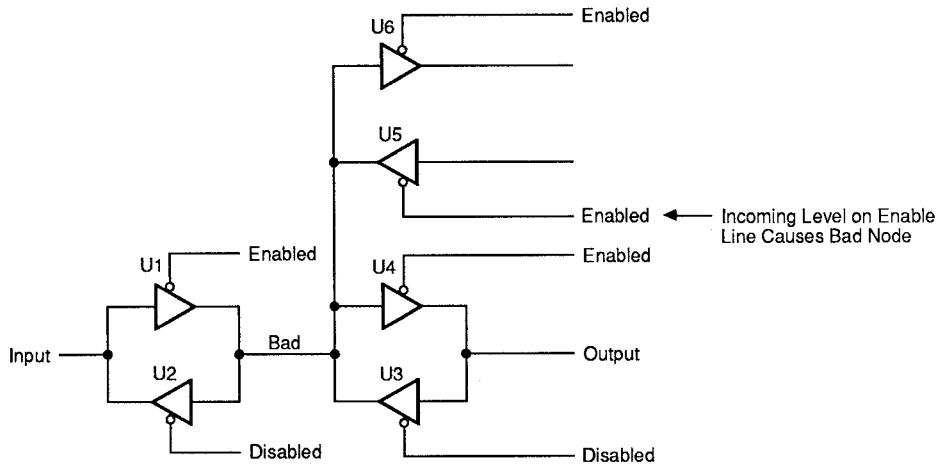 U6
Enabled
U5
Enabled
Incoming Level on Enable
Line Causes Bad Node
U1
Enabled
U4
Enabled
Input
Bad
Output
U2
U3
Disabled
Disabled